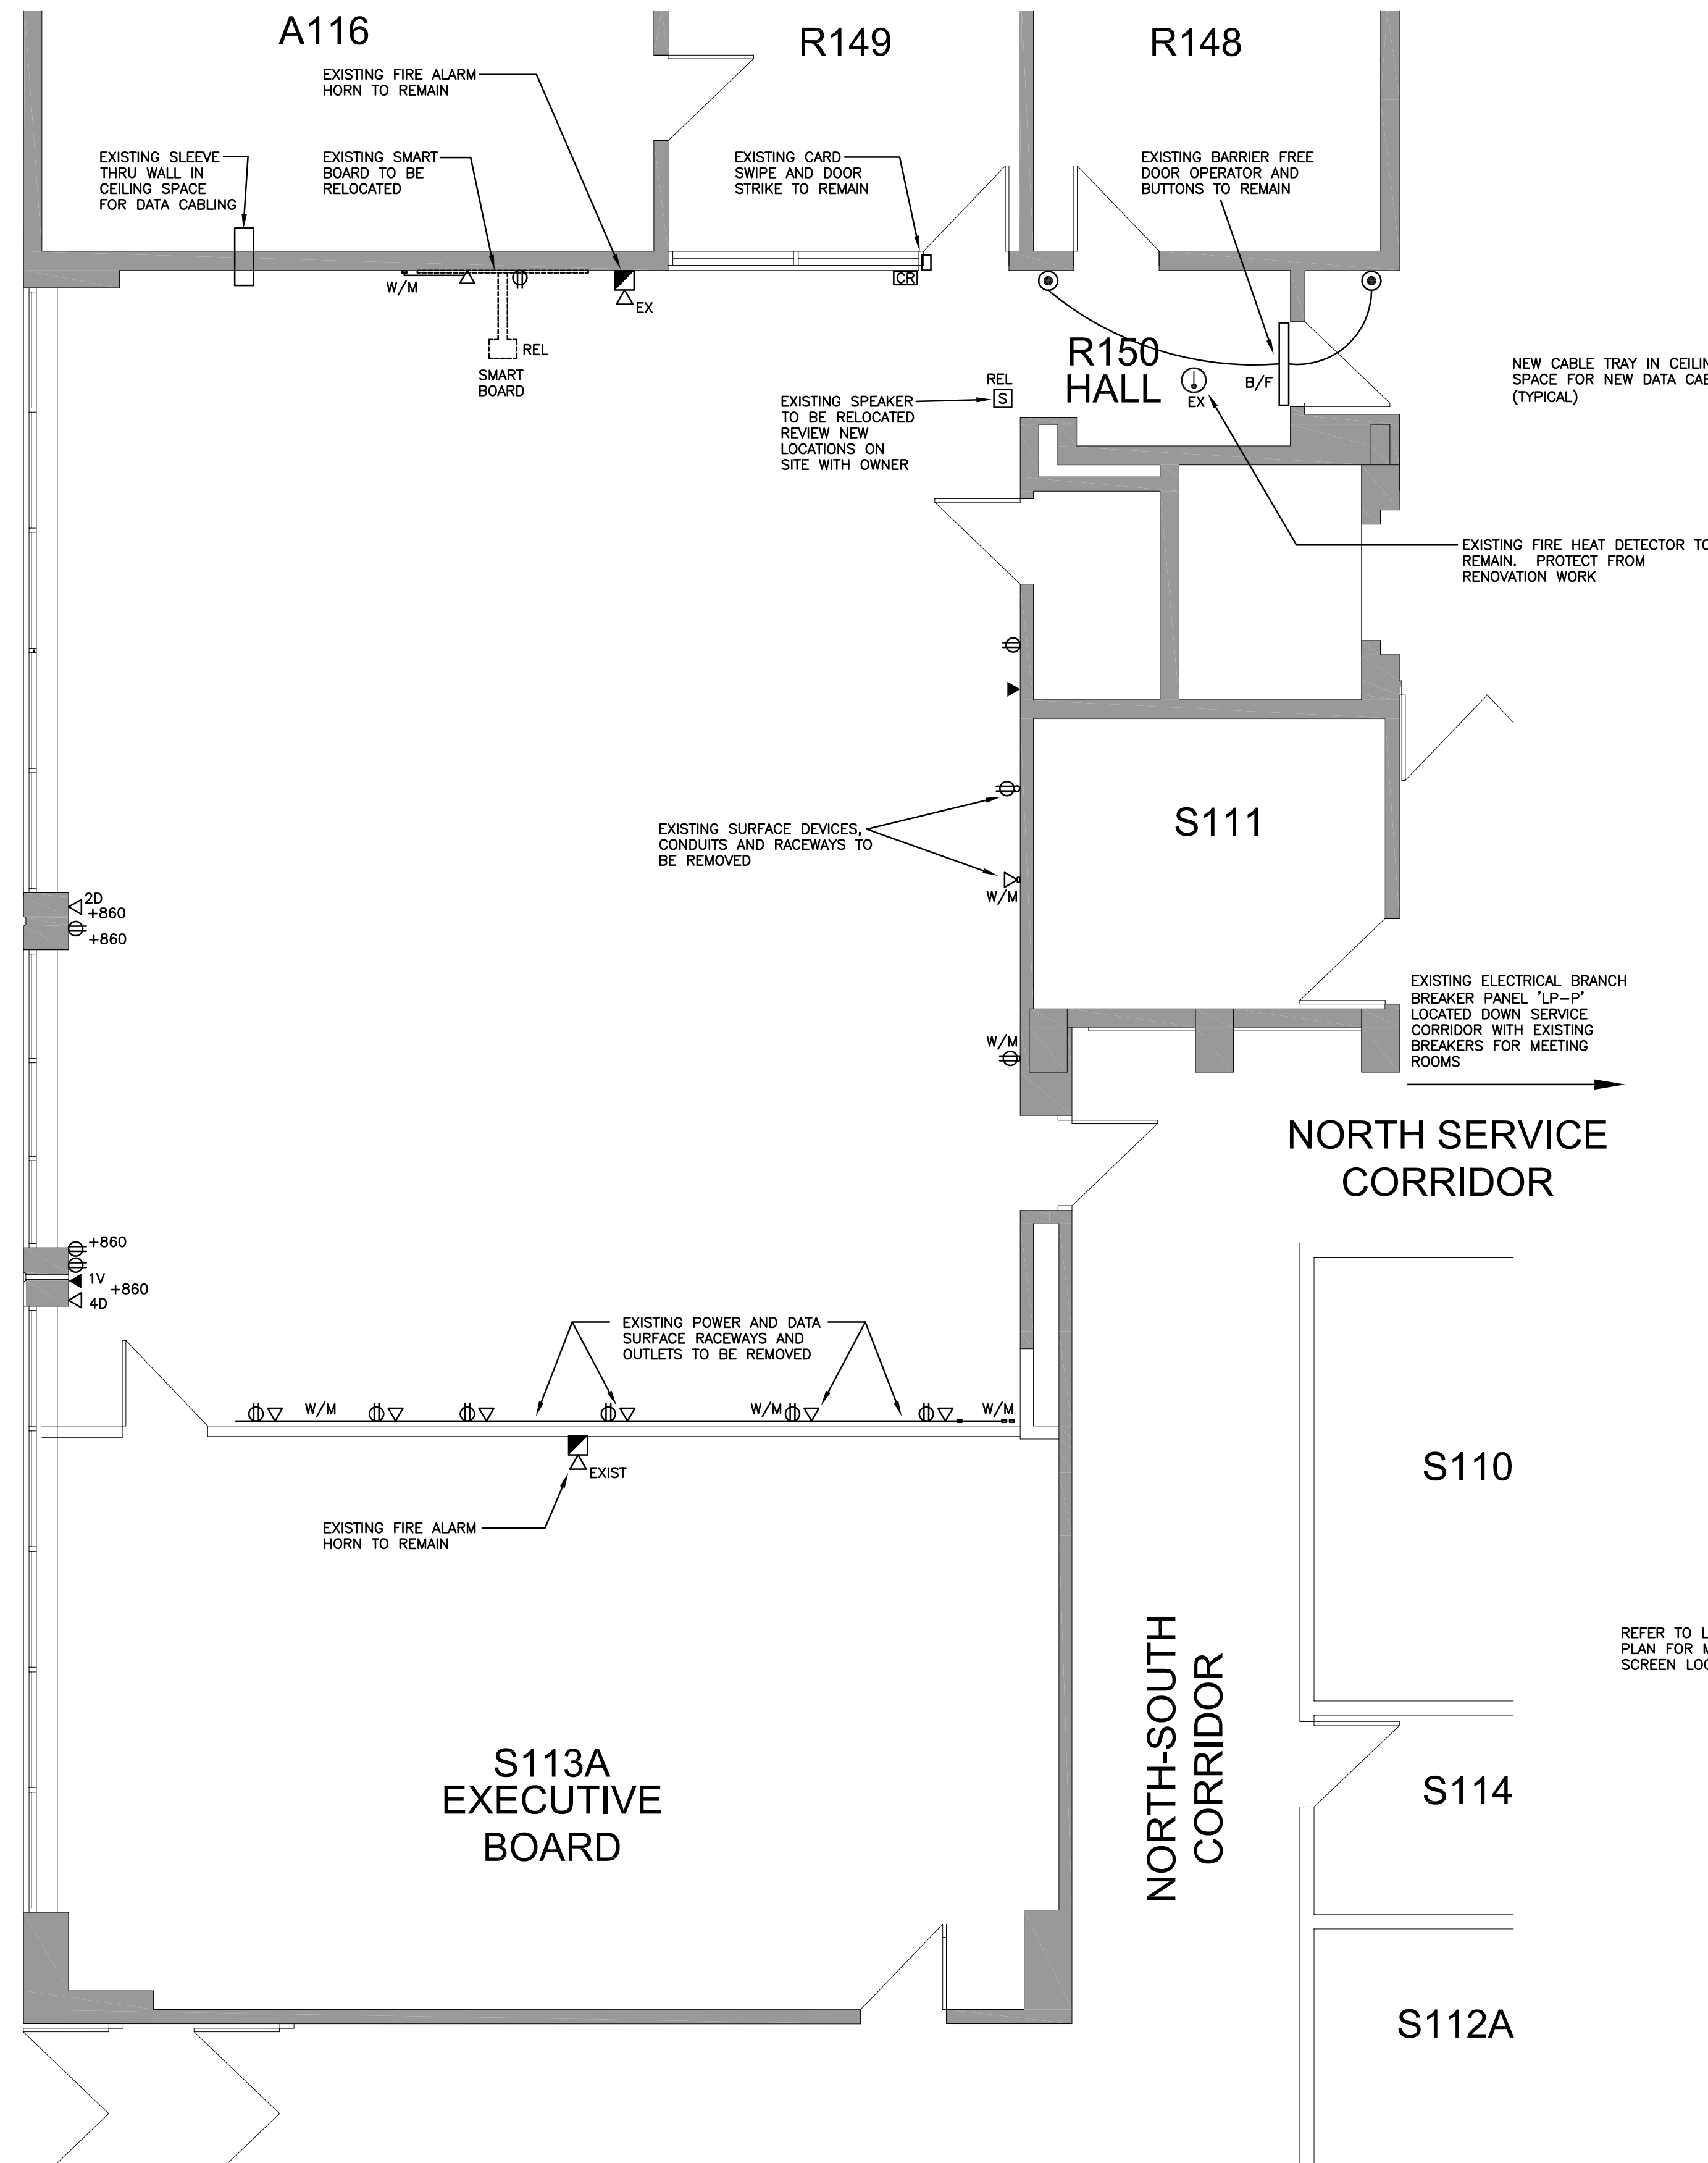 A116
R149
R148
EXISTING FIRE ALARM
HORN TO REMAIN
EXISTING SLEEVE
THRU WALL IN
CEILING SPACE
FOR DATA CABLING
EXISTING SMART
BOARD TO BE
RELOCATED
EXISTING CARD
SWIPE AND DOOR
STRIKE TO REMAIN
EXISTING BARRIER FREE
DOOR OPERATOR AND
BUTTONS TO REMAIN
W/M
EX
CR
REL
SMART
BOARD
R150
HALL
B/F
EX
REL
S
EXISTING SPEAKER
TO BE RELOCATED
REVIEW NEW
LOCATIONS ON
SITE WITH OWNER
NEW CABLE TRAY IN CEILIN
SPACE FOR NEW DATA CAB
(TYPICAL)
EXISTING FIRE HEAT DETECTOR TO
REMAIN. PROTECT FROM
RENOVATION WORK
S111
EXISTING SURFACE DEVICES,
CONDUITS AND RACEWAYS TO
BE REMOVED
W/M
2D
+860
+860
EXISTING ELECTRICAL BRANCH
BREAKER PANEL 'LP-P'
LOCATED DOWN SERVICE
CORRIDOR WITH EXISTING
BREAKERS FOR MEETING
ROOMS
W/M
NORTH SERVICE
CORRIDOR
+860
1V
+860
4D
EXISTING POWER AND DATA
SURFACE RACEWAYS AND
OUTLETS TO BE REMOVED
W/M
W/M
W/M
EXIST
S110
EXISTING FIRE ALARM
HORN TO REMAIN
NORTH-SOUTH
CORRIDOR
REFER TO L
PLAN FOR M
SCREEN LOC
S113A
EXECUTIVE
BOARD
S114
S112A